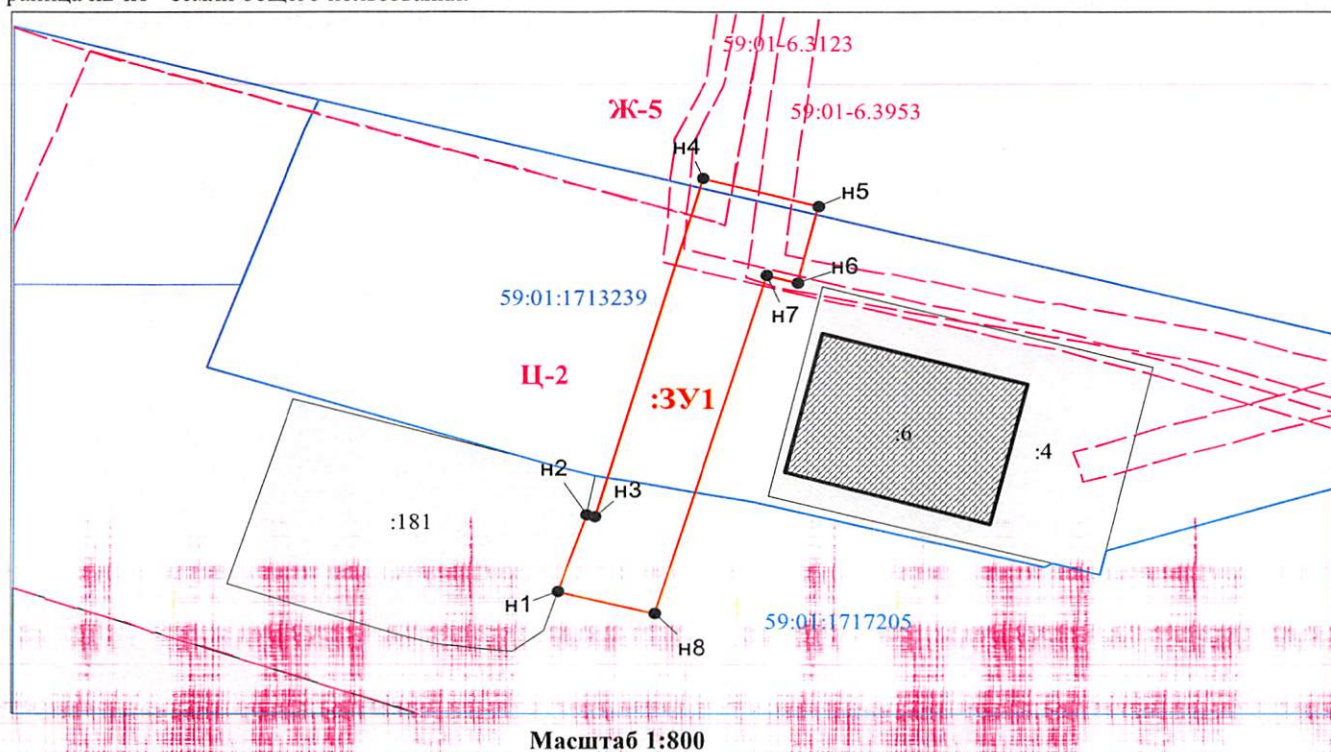 59:01-6.3123
Ж-5
59:01-6.3953
н4
н5
н6
59:01:1713239
н7
Ц-2
:ЗУ1
:6
:4
н2
н3
:181
н1
59:01:1717205
н8
Масштаб 1:800